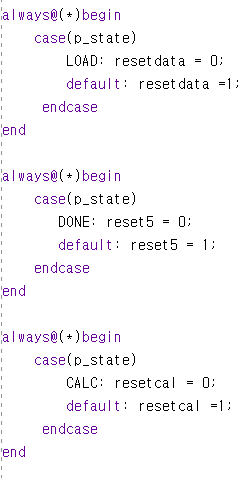 always@(*)begin
    case(p_state)
        LOAD: resetdata = 0;
        default: resetdata =1;
     endcase
end

always@(*)begin
    case(p_state)
       DONE: reset5 = 0;
       default: reset5 = 1;
    endcase
end

always@(*)begin
    case(p_state)
        CALC: resetcal = 0;
        default: resetcal =1;
     endcase
end